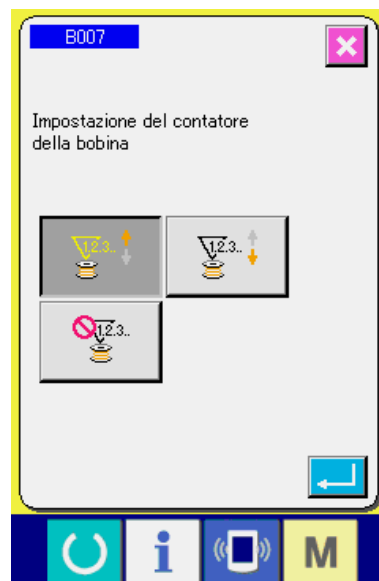 B007
Impostazione del contatore
della bobina
1.2.3..
1.2.3..
1.2.3..
i
M